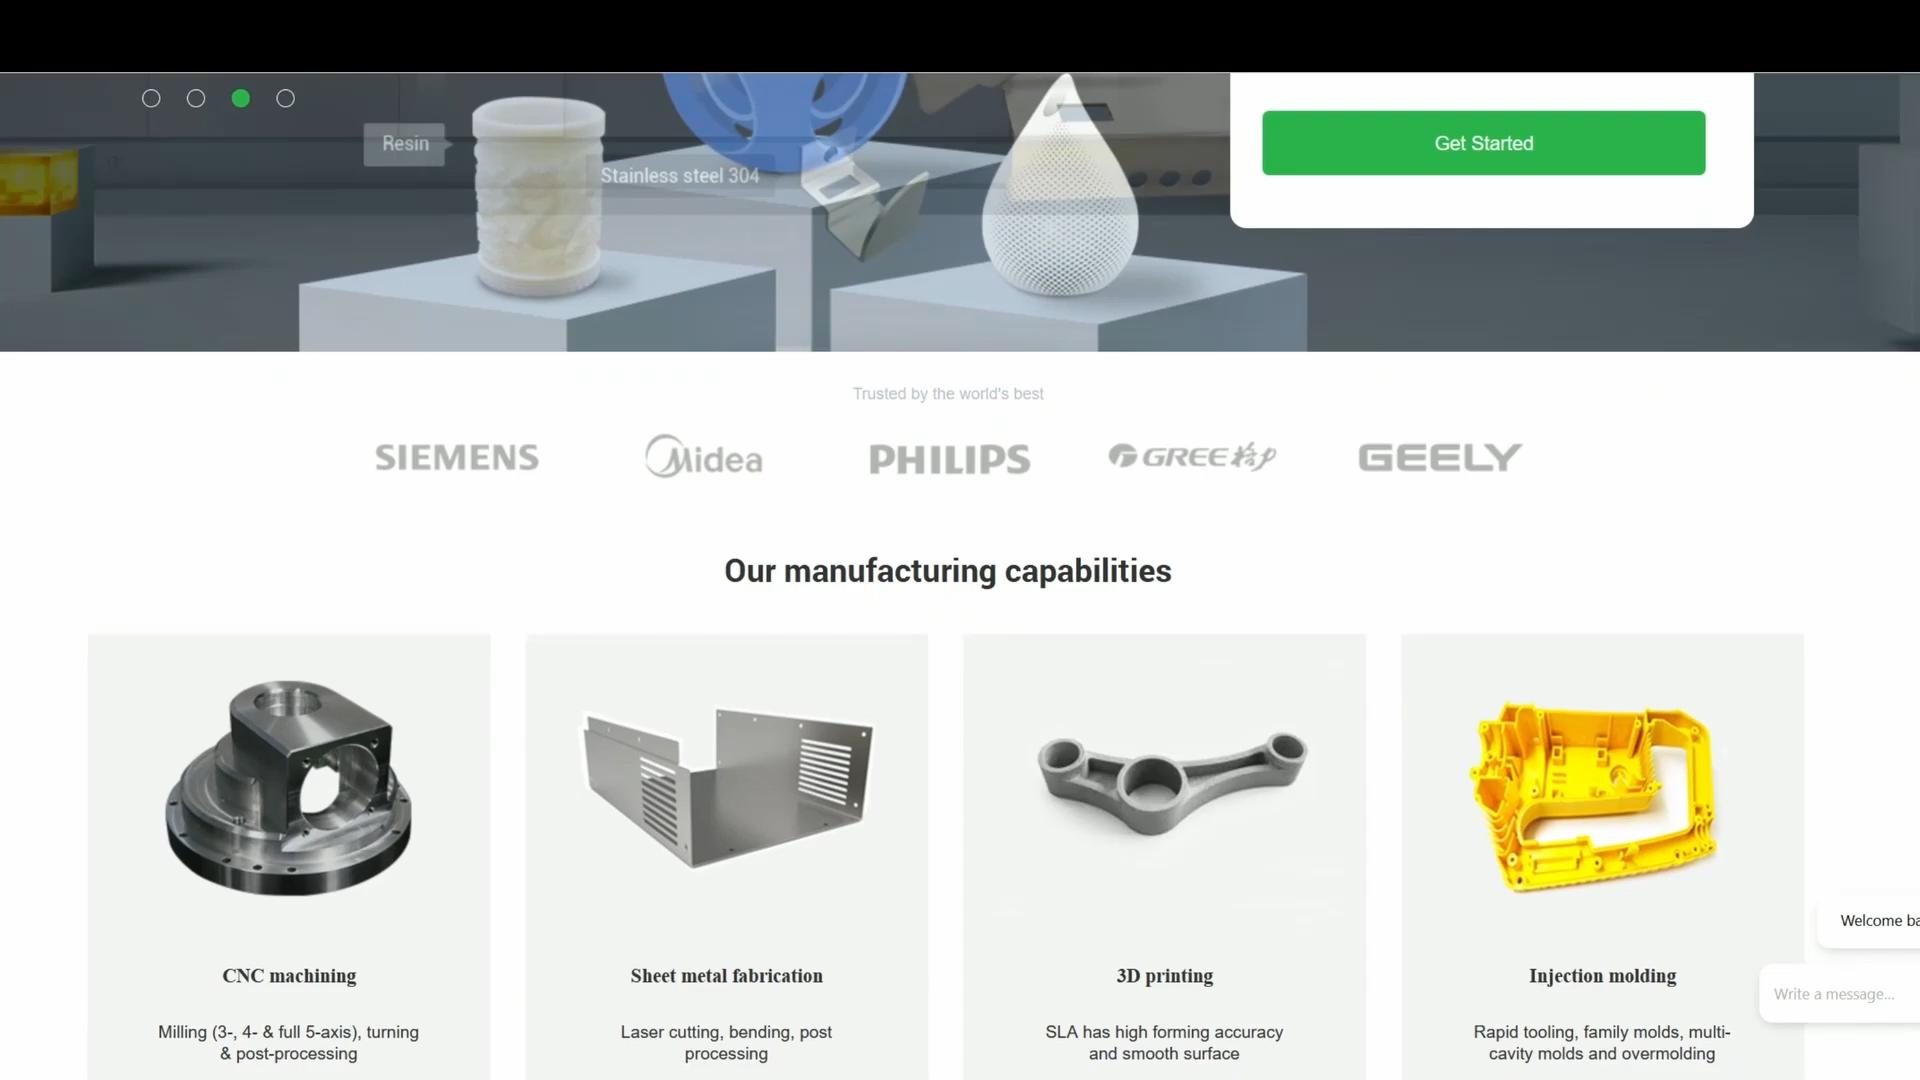 Resin
Stainless steel 304
Get Started
Trusted by the world's best
SIEMENS
Midea
PHILIPS
GREE 格力
GEELY
Our manufacturing capabilities
CNC machining
Milling (3-, 4- & full 5-axis), turning
& post-processing
Sheet metal fabrication
Laser cutting, bending, post
processing
3D printing
SLA has high forming accuracy
and smooth surface
Injection molding
Rapid tooling, family molds, multi-
cavity molds and overmolding
Welcome ba
Write a message...